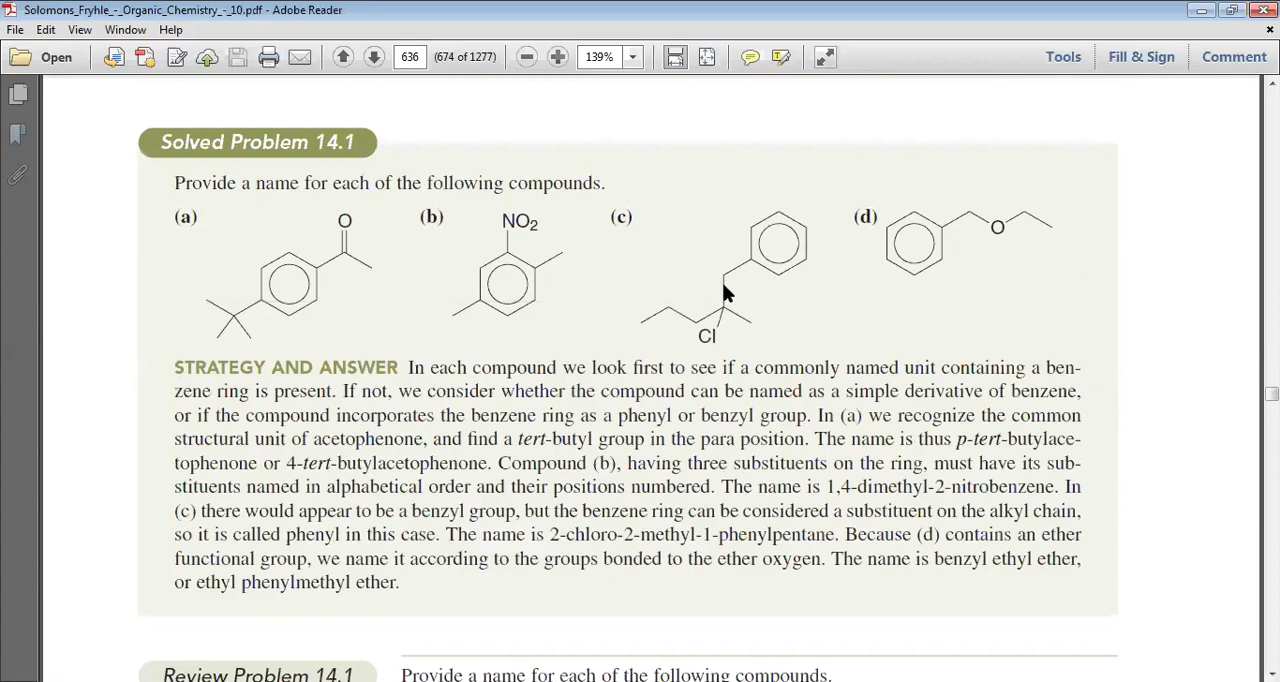 Solomons_Fryhle_-_Organic_Chemistry_-_10.pdf - Adobe Reader
File Edit View Window Help
Open 636 (674 of 1277) 139% Tools Fill & Sign Comment
Solved Problem 14.1
Provide a name for each of the following compounds.
(a) (b) (c) (d)
O NO2 O
Cl
STRATEGY AND ANSWER In each compound we look first to see if a commonly named unit containing a ben-
zene ring is present. If not, we consider whether the compound can be named as a simple derivative of benzene,
or if the compound incorporates the benzene ring as a phenyl or benzyl group. In (a) we recognize the common
structural unit of acetophenone, and find a tert-butyl group in the para position. The name is thus p-tert-butylace-
tophenone or 4-tert-butylacetophenone. Compound (b), having three substituents on the ring, must have its sub-
stituents named in alphabetical order and their positions numbered. The name is 1,4-dimethyl-2-nitrobenzene. In
(c) there would appear to be a benzyl group, but the benzene ring can be considered a substituent on the alkyl chain,
so it is called phenyl in this case. The name is 2-chloro-2-methyl-1-phenylpentane. Because (d) contains an ether
functional group, we name it according to the groups bonded to the ether oxygen. The name is benzyl ethyl ether,
or ethyl phenylmethyl ether.
Review Problem 14.1 Provide a name for each of the following compounds.